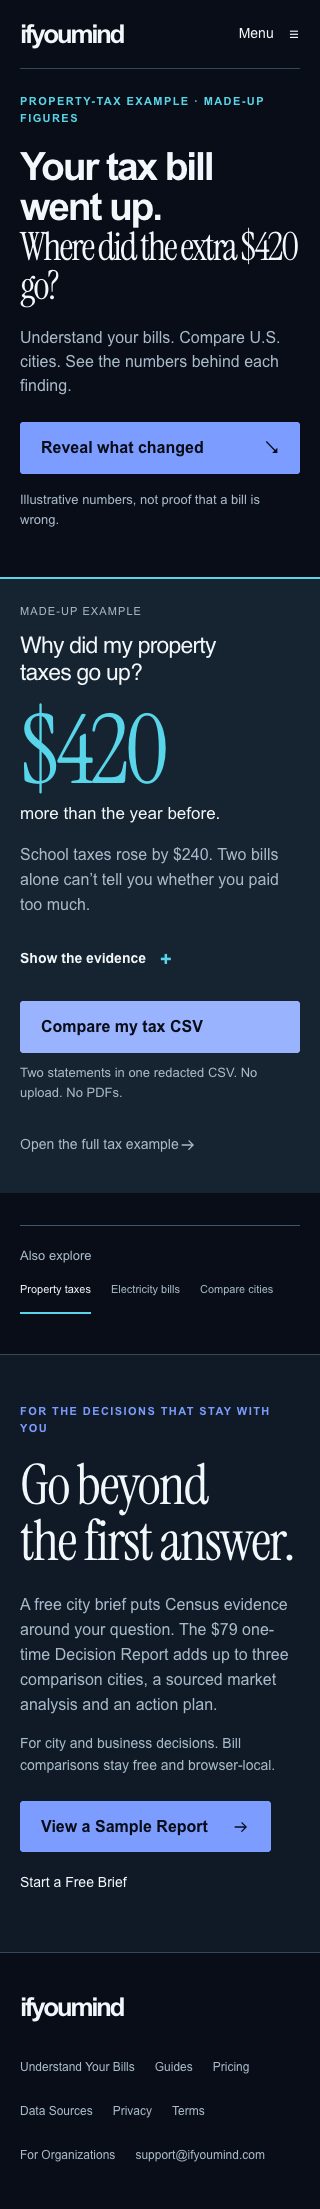 ifyoumind
Menu ≡
PROPERTY-TAX EXAMPLE · MADE-UP
FIGURES
Your tax bill
went up.
Where did the extra $420
go?
Understand your bills. Compare U.S.
cities. See the numbers behind each
finding.
Reveal what changed ↘
Illustrative numbers, not proof that a bill is
wrong.
MADE-UP EXAMPLE
Why did my property
taxes go up?
$420
more than the year before.
School taxes rose by $240. Two bills
alone can’t tell you whether you paid
too much.
Show the evidence +
Compare my tax CSV
Two statements in one redacted CSV. No
upload. No PDFs.
Open the full tax example →
Also explore
Property taxes Electricity bills Compare cities
FOR THE DECISIONS THAT STAY WITH
YOU
Go beyond
the first answer.
A free city brief puts Census evidence
around your question. The $79 one-
time Decision Report adds up to three
comparison cities, a sourced market
analysis and an action plan.
For city and business decisions. Bill
comparisons stay free and browser-local.
View a Sample Report →
Start a Free Brief
ifyoumind
Understand Your Bills Guides Pricing
Data Sources Privacy Terms
For Organizations support@ifyoumind.com